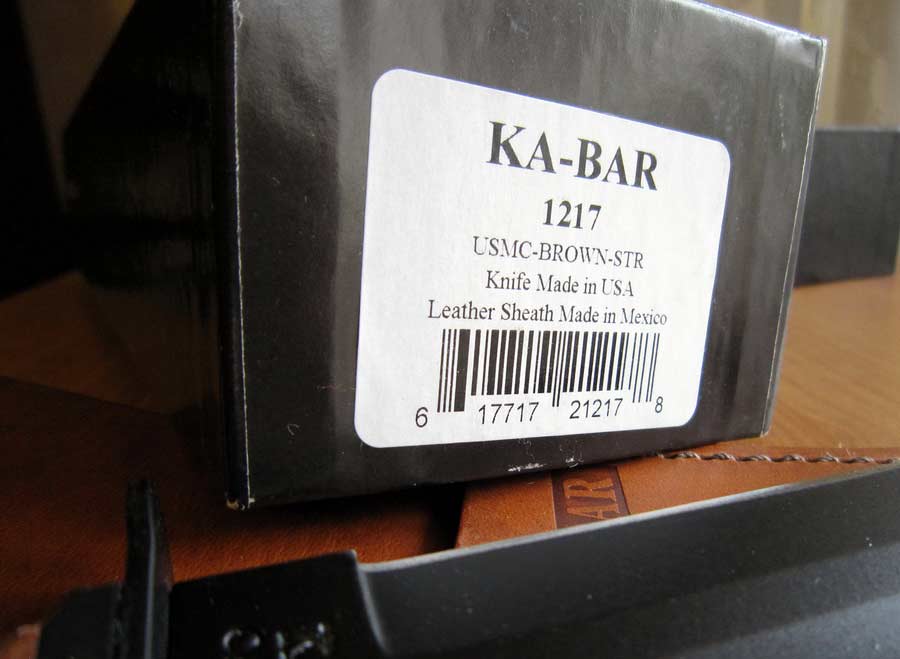 KA-BAR
1217
USMC-BROWN-STR
Knife Made in USA
Leather Sheath Made in Mexico
6 17717 21217 8
AR